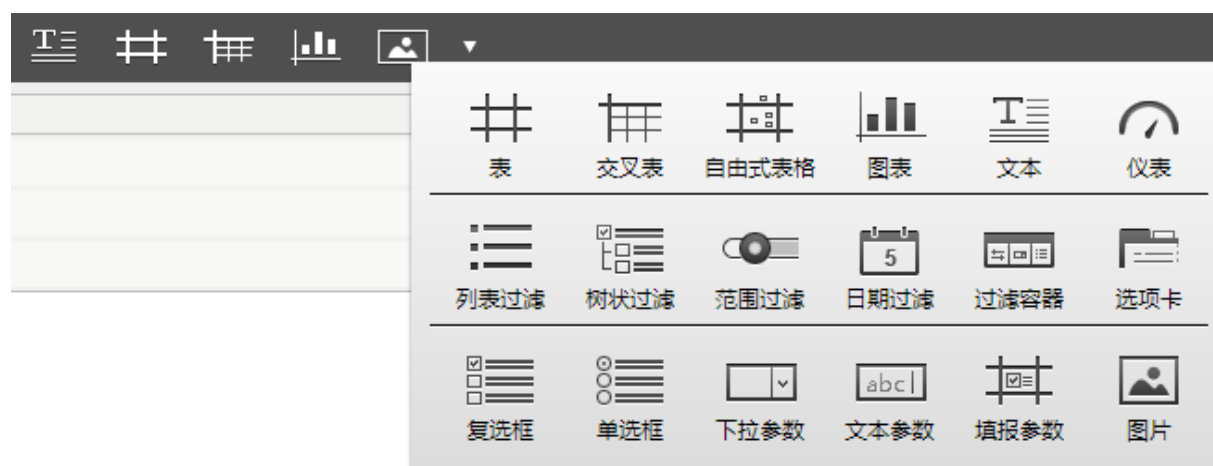 表 交叉表 自由式表格 图表 文本 仪表
5
列表过滤 树状过滤 范围过滤 日期过滤 过滤容器 选项卡
abc
复选框 单选框 下拉参数 文本参数 填报参数 图片